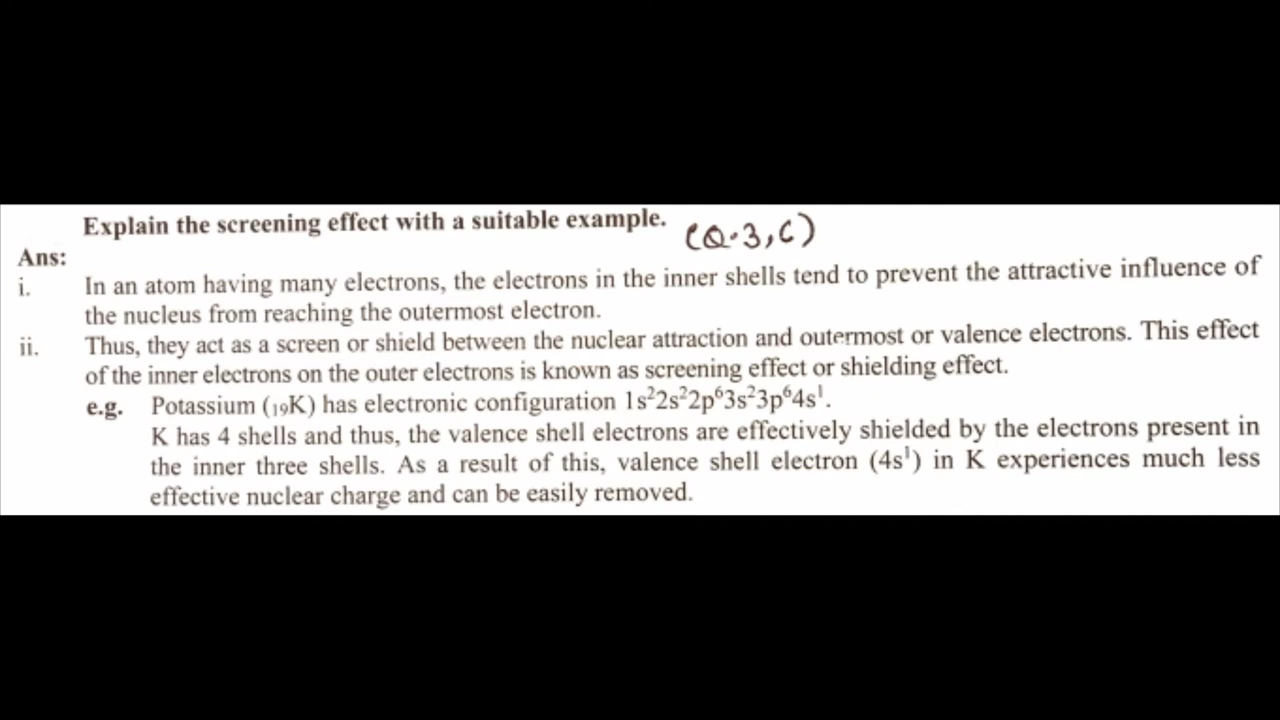 Explain the screening effect with a suitable example. (Q.3,C)
Ans:
i. In an atom having many electrons, the electrons in the inner shells tend to prevent the attractive influence of
the nucleus from reaching the outermost electron.
ii. Thus, they act as a screen or shield between the nuclear attraction and outermost or valence electrons. This effect
of the inner electrons on the outer electrons is known as screening effect or shielding effect.
e.g. Potassium (₁₉K) has electronic configuration 1s²2s²2p⁶3s²3p⁶4s¹.
K has 4 shells and thus, the valence shell electrons are effectively shielded by the electrons present in
the inner three shells. As a result of this, valence shell electron (4s¹) in K experiences much less
effective nuclear charge and can be easily removed.